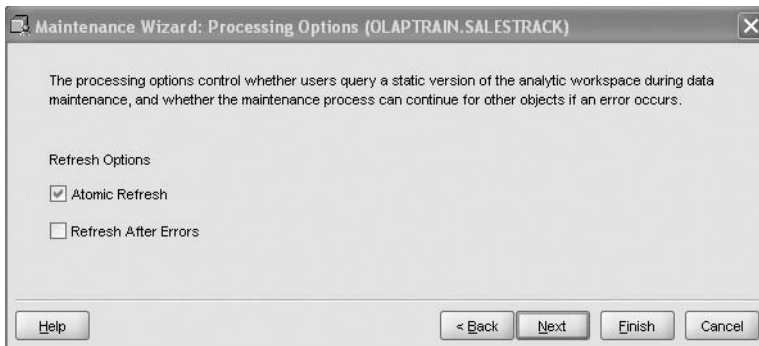 Maintenance Wizard: Processing Options (OLAPTRAIN.SALESTRACK)
The processing options control whether users query a static version of the analytic workspace during data
maintenance, and whether the maintenance process can continue for other objects if an error occurs.
Refresh Options
Atomic Refresh
Refresh After Errors
Help
< Back
Next
Finish
Cancel